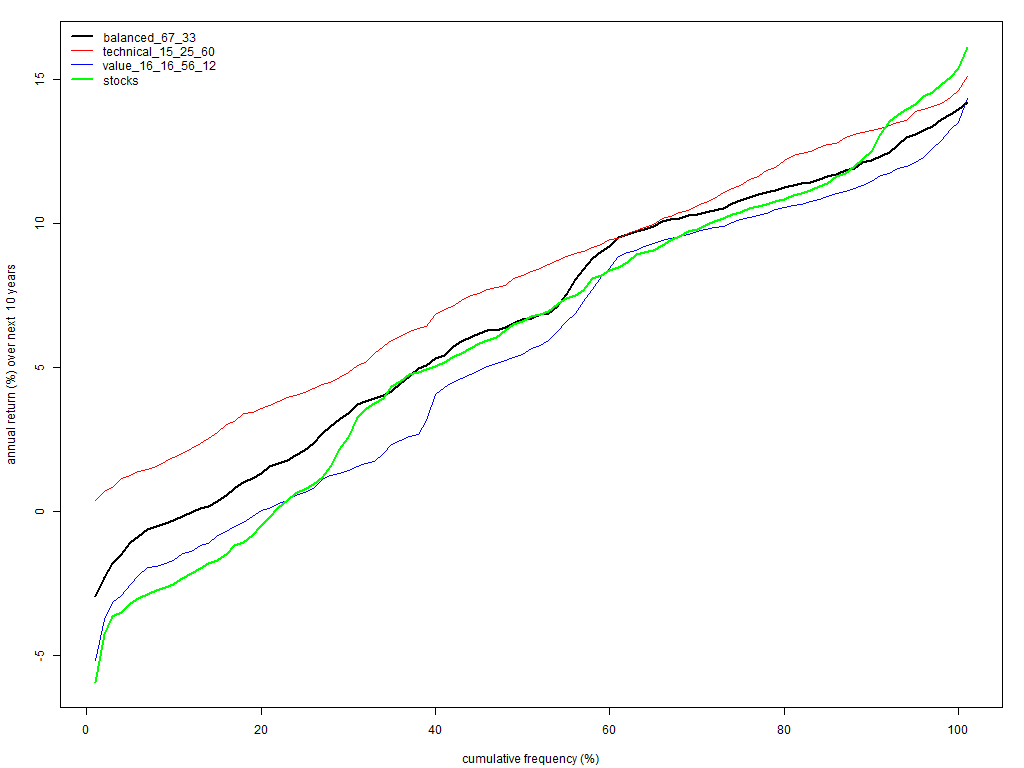 balanced_67_33
technical_15_25_60
value_16_16_56_12
stocks
15
10
5
0
-5
annual return (%) over next 10 years
0 20 40 60 80 100
cumulative frequency (%)